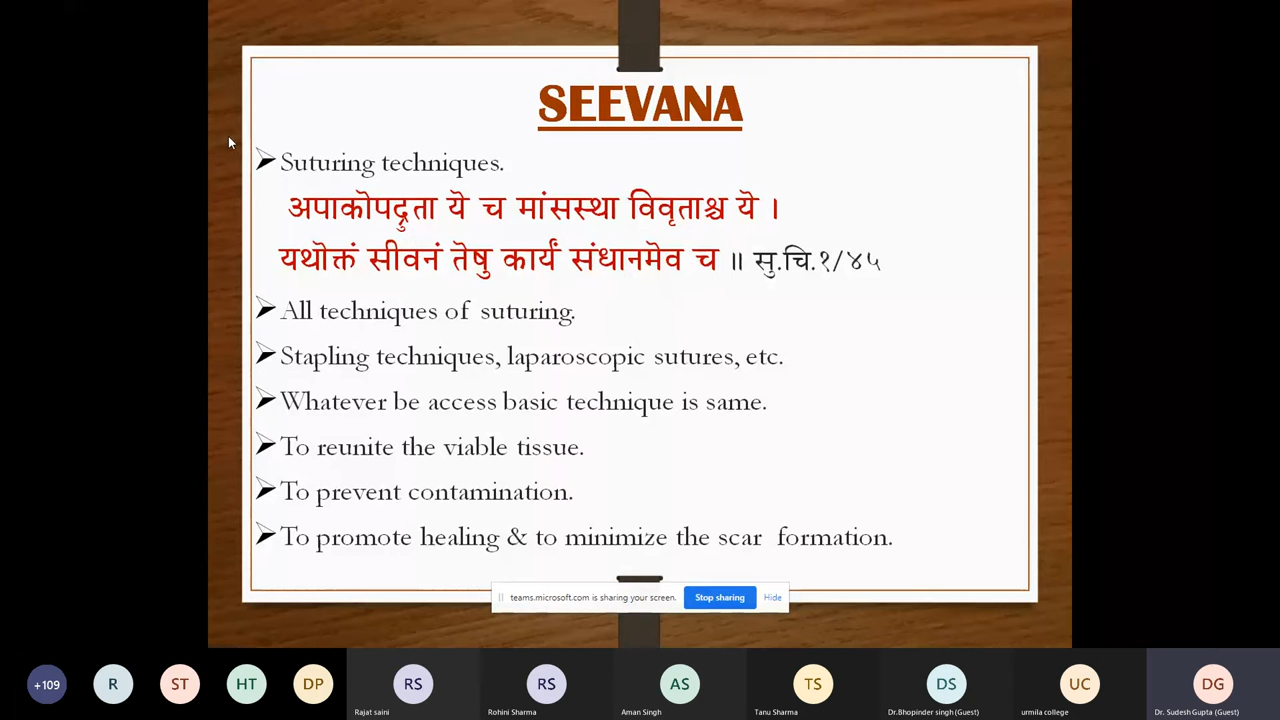 SEEVANA
Suturing techniques.
अपाकॊपद्रुता यॆ च मांसस्था विवृताश्च यॆ ।
यथॊक्तं सीवनं तॆषु कार्यं संधानमॆव च ॥ सु.चि.१/४५
All techniques of suturing.
Stapling techniques, laparoscopic sutures, etc.
Whatever be access basic technique is same.
To reunite the viable tissue.
To prevent contamination.
To promote healing & to minimize the scar formation.
teams.microsoft.com is sharing your screen. Stop sharing Hide
+109 R ST HT DP RS RS AS TS DS UC DG
Rajat saini Rohini Sharma Aman Singh Tanu Sharma Dr.Bhopinder singh (Guest) urmila college Dr. Sudesh Gupta (Guest)